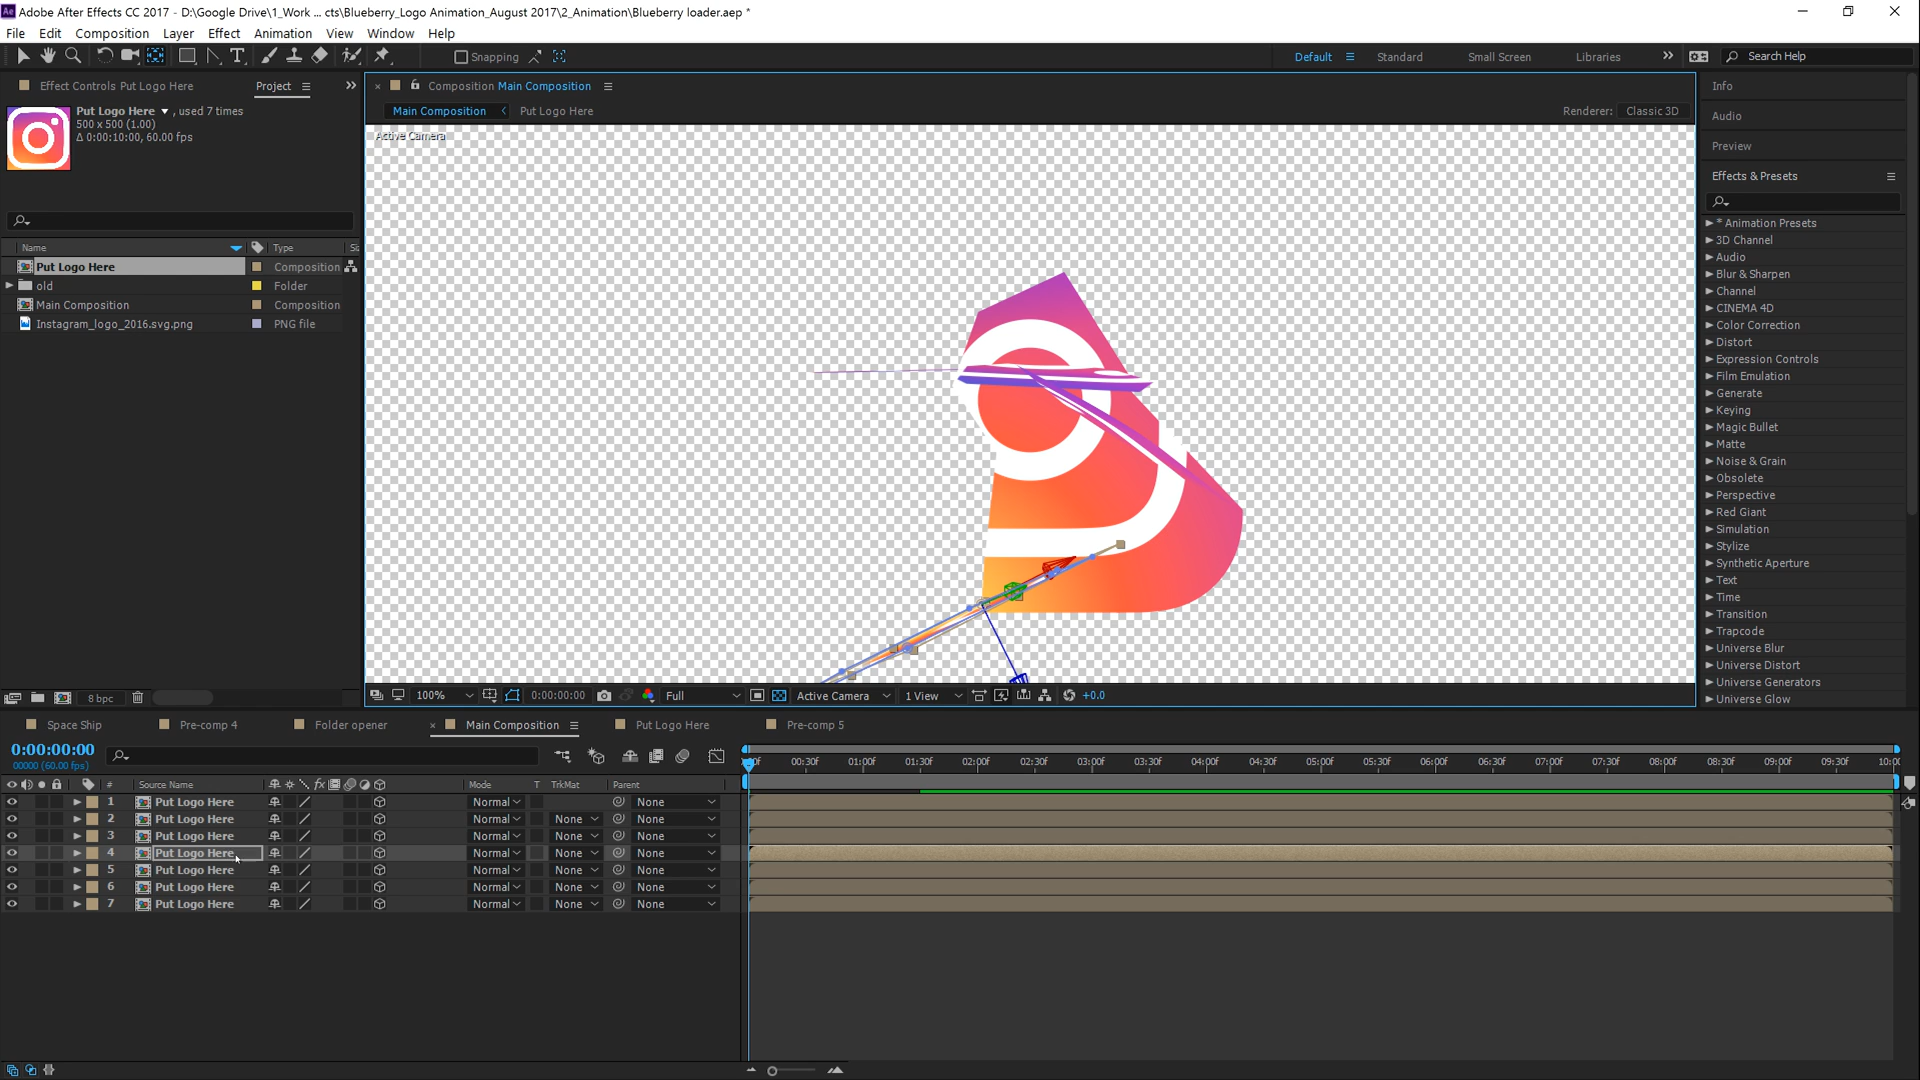 Adobe After Effects CC 2017 - D:\Google Drive\1_Work ... cts\Blueberry_Logo Animation_August 2017\2_Animation\Blueberry loader.aep *
File Edit Composition Layer Effect Animation View Window Help
Snapping
Default Standard Small Screen Libraries Search Help
Effect Controls Put Logo Here Project
Composition Main Composition
Info
Put Logo Here , used 7 times
500 x 500 (1.00)
Δ 0:00:10:00, 60.00 fps
Main Composition Put Logo Here
Renderer: Classic 3D
Active Camera
Audio
Preview
Effects & Presets
Name Type
Put Logo Here Composition
old Folder
Main Composition Composition
Instagram_logo_2016.svg.png PNG file
* Animation Presets
3D Channel
Audio
Blur & Sharpen
Channel
CINEMA 4D
Color Correction
Distort
Expression Controls
Film Emulation
Generate
Keying
Magic Bullet
Matte
Noise & Grain
Obsolete
Perspective
Red Giant
Simulation
Stylize
Synthetic Aperture
Text
Time
Transition
Trapcode
Universe Blur
Universe Distort
Universe Generators
Universe Glow
8 bpc
100% 0:00:00:00 Full Active Camera 1 View +0.0
Space Ship Pre-comp 4 Folder opener Main Composition Put Logo Here Pre-comp 5
0:00:00:00
00000 (60.00 fps)
00:30f 01:00f 01:30f 02:00f 02:30f 03:00f 03:30f 04:00f 04:30f 05:00f 05:30f 06:00f 06:30f 07:00f 07:30f 08:00f 08:30f 09:00f 09:30f
# Source Name fx Mode T TrkMat Parent
1 Put Logo Here Normal None
2 Put Logo Here Normal None None
3 Put Logo Here Normal None None
4 Put Logo Here Normal None None
5 Put Logo Here Normal None None
6 Put Logo Here Normal None None
7 Put Logo Here Normal None None